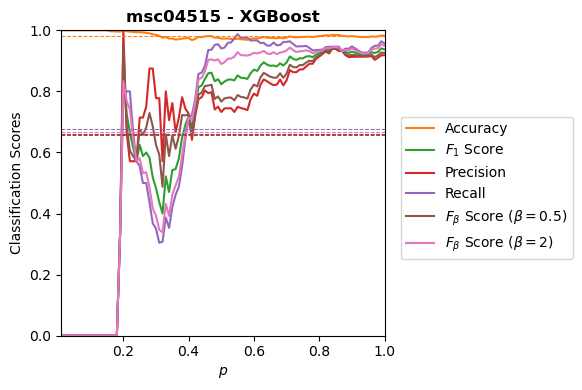 msc04515 - XGBoost
Classification Scores
1.0
0.8
0.6
0.4
0.2
0.0
0.2 0.4 0.6 0.8 1.0
p
Accuracy
F₁ Score
Precision
Recall
Fᵦ Score (β = 0.5)
Fᵦ Score (β = 2)